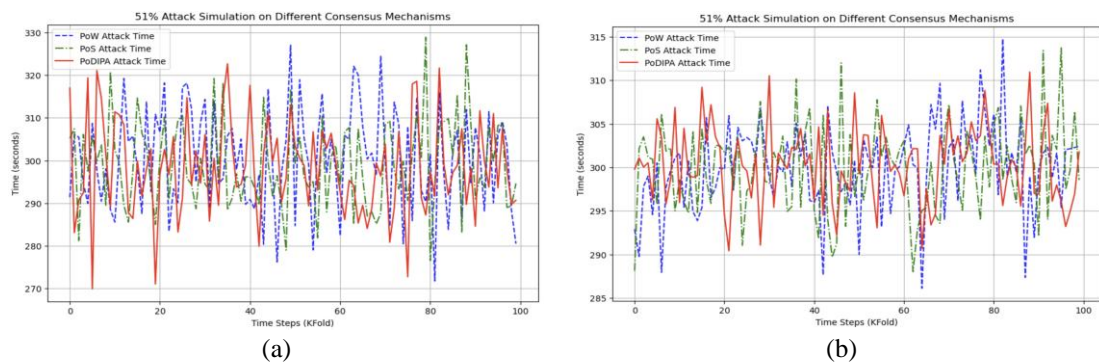 51% Attack Simulation on Different Consensus Mechanisms
PoW Attack Time
PoS Attack Time
PoDIPA Attack Time
Time (seconds)
330
320
310
300
290
280
270
0
20
40
60
80
100
Time Steps (KFold)
(a)
51% Attack Simulation on Different Consensus Mechanisms
PoW Attack Time
PoS Attack Time
PoDIPA Attack Time
Time (seconds)
315
310
305
300
295
290
285
0
20
40
60
80
100
Time Steps (KFold)
(b)